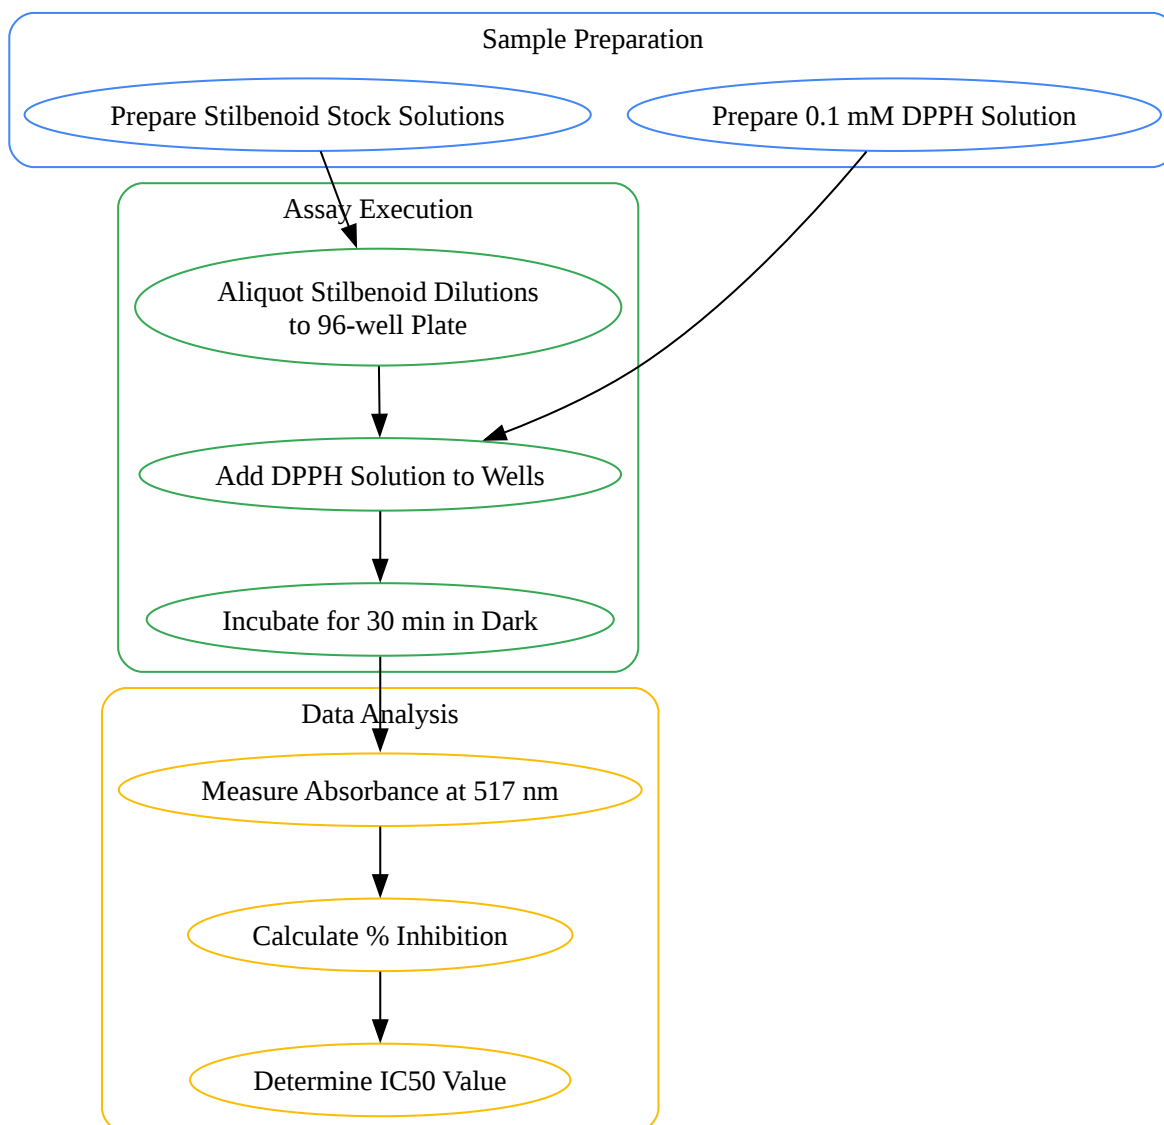 Sample Preparation
Prepare Stilbenoid Stock Solutions
Prepare 0.1 mM DPPH Solution
Assay Execution
Aliquot Stilbenoid Dilutions
to 96-well Plate
Add DPPH Solution to Wells
Incubate for 30 min in Dark
Data Analysis
Measure Absorbance at 517 nm
Calculate % Inhibition
Determine IC50 Value